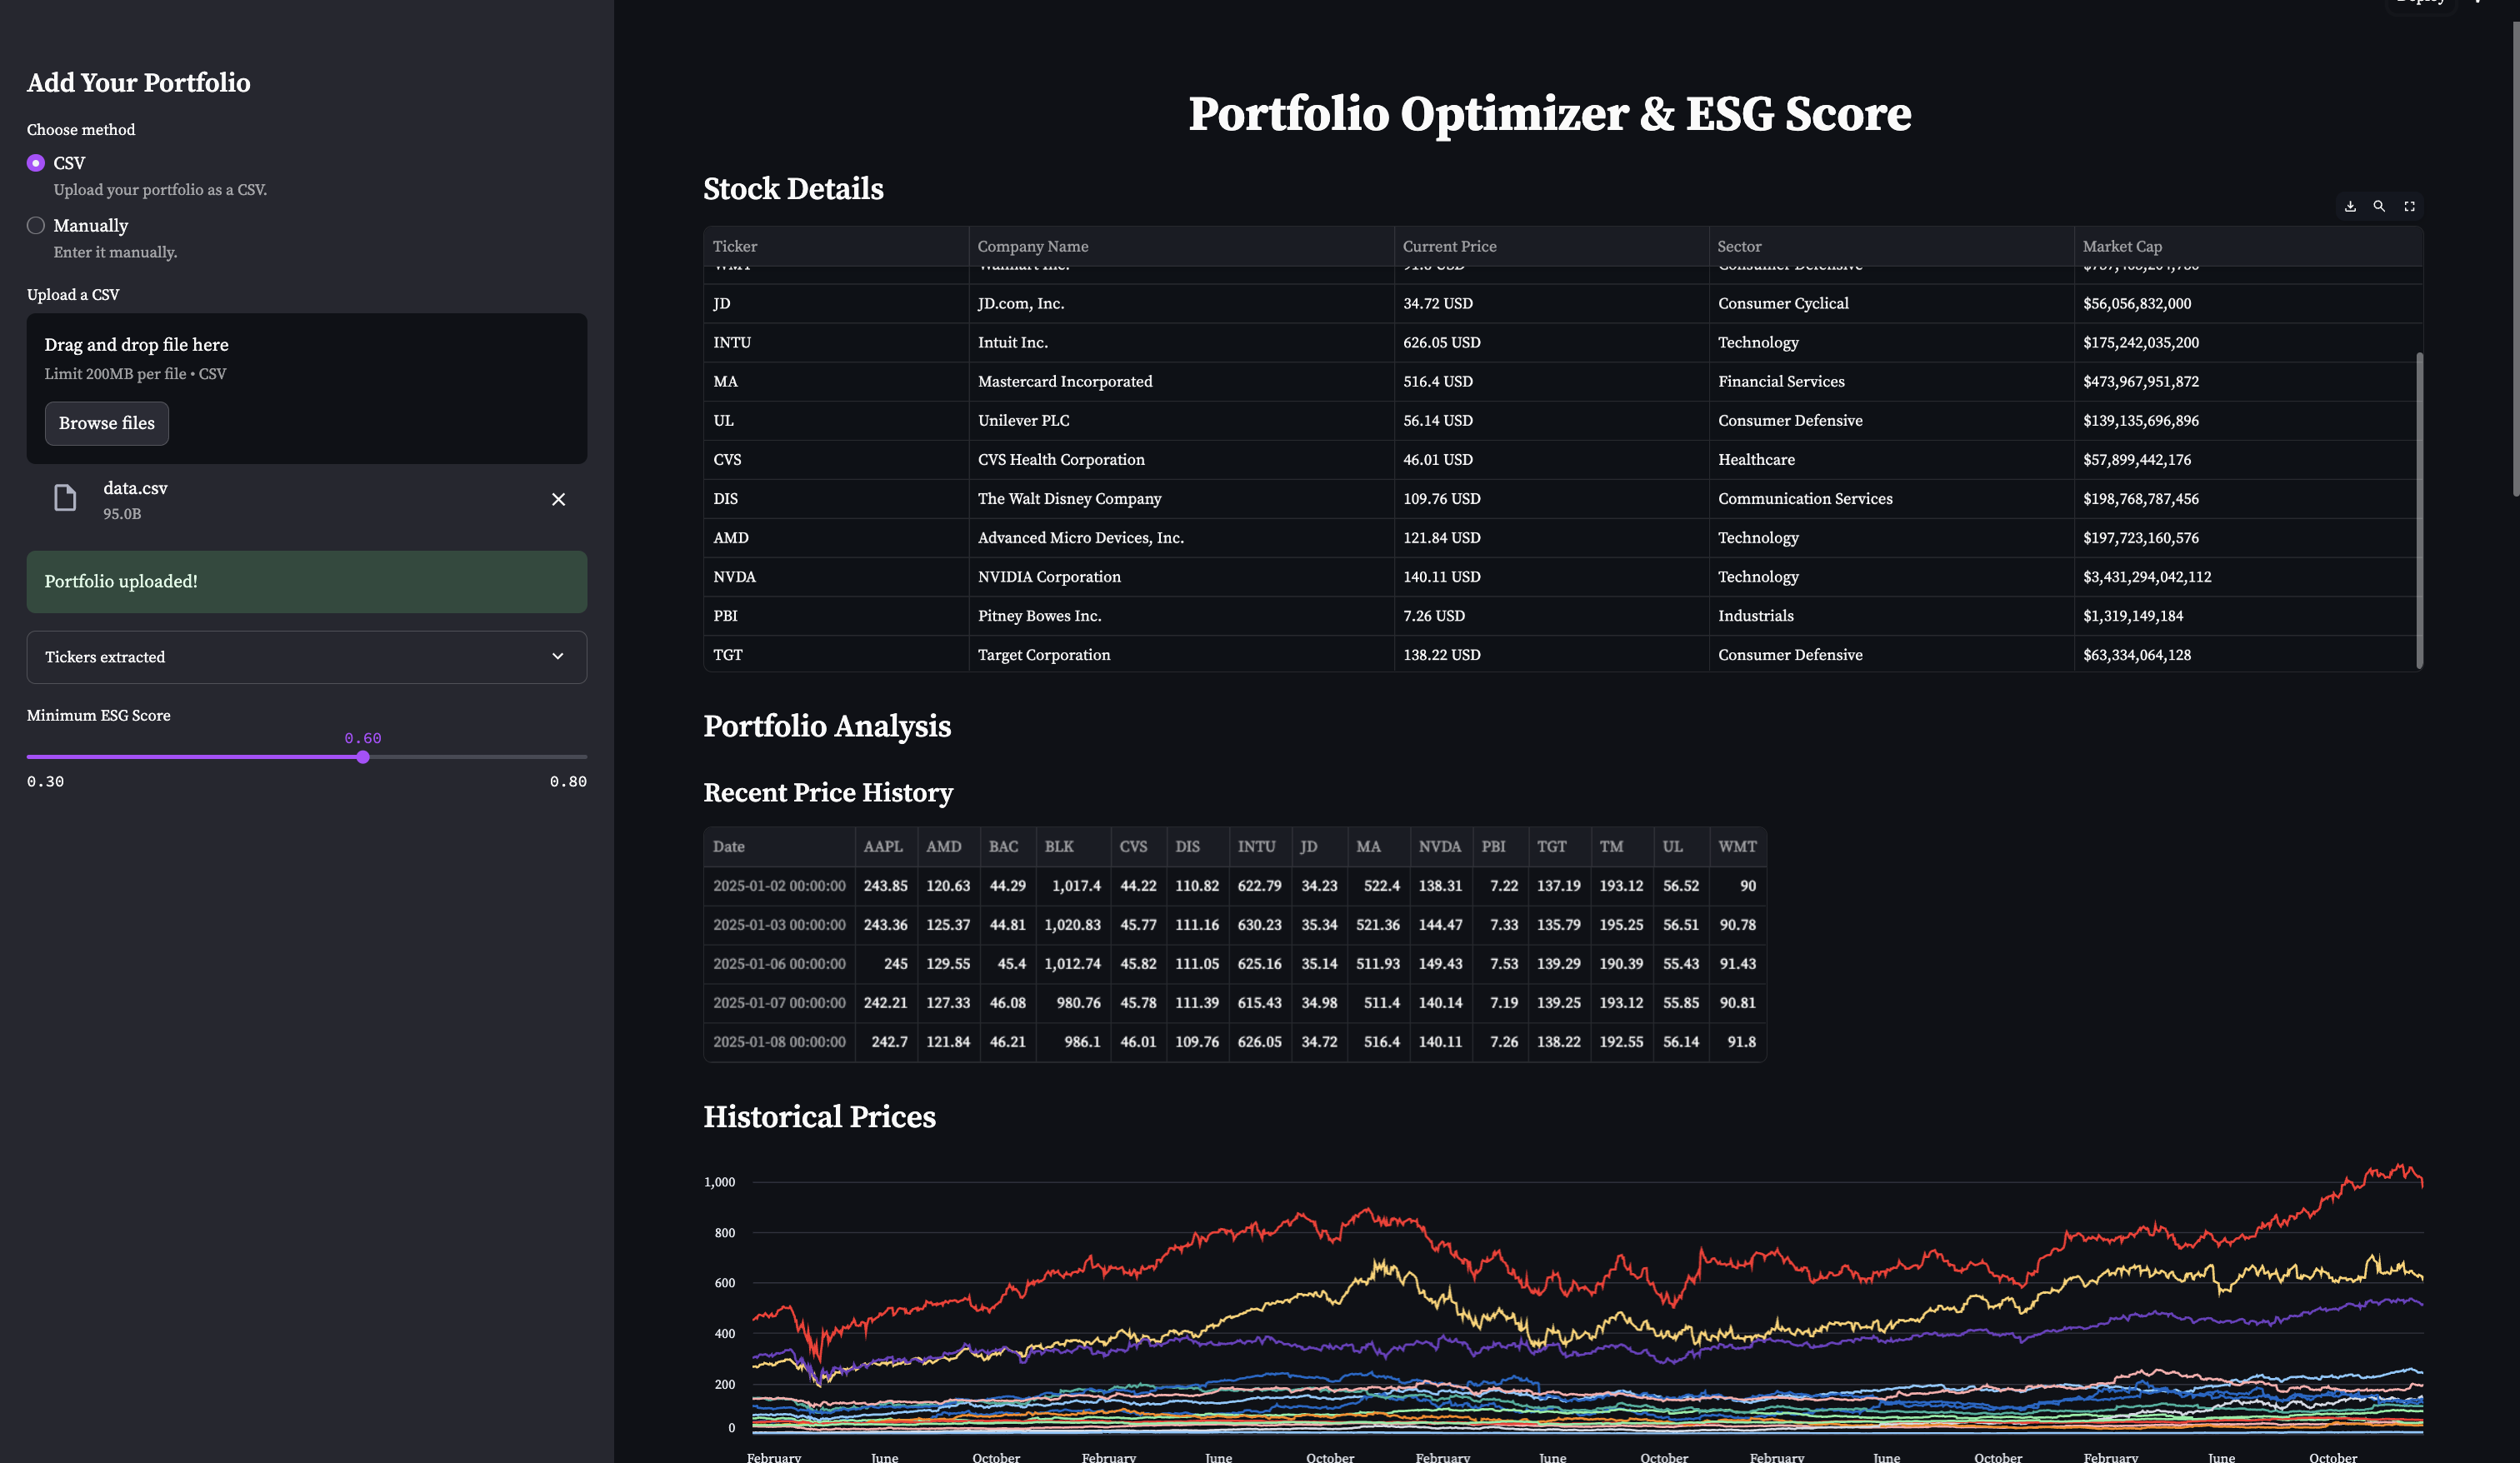 Deploy
Add Your Portfolio
Choose method
CSV
Upload your portfolio as a CSV.
Manually
Enter it manually.
Upload a CSV
Drag and drop file here
Limit 200MB per file • CSV
Browse files
data.csv
95.0B
Portfolio uploaded!
Tickers extracted
Minimum ESG Score
0.60
0.30 0.80
Portfolio Optimizer & ESG Score
Stock Details
Ticker Company Name Current Price Sector Market Cap
WMT Walmart Inc. 91.8 USD Consumer Defensive
JD JD.com, Inc. 34.72 USD Consumer Cyclical $56,056,832,000
INTU Intuit Inc. 626.05 USD Technology $175,242,035,200
MA Mastercard Incorporated 516.4 USD Financial Services $473,967,951,872
UL Unilever PLC 56.14 USD Consumer Defensive $139,135,696,896
CVS CVS Health Corporation 46.01 USD Healthcare $57,899,442,176
DIS The Walt Disney Company 109.76 USD Communication Services $198,768,787,456
AMD Advanced Micro Devices, Inc. 121.84 USD Technology $197,723,160,576
NVDA NVIDIA Corporation 140.11 USD Technology $3,431,294,042,112
PBI Pitney Bowes Inc. 7.26 USD Industrials $1,319,149,184
TGT Target Corporation 138.22 USD Consumer Defensive $63,334,064,128
Portfolio Analysis
Recent Price History
Date AAPL AMD BAC BLK CVS DIS INTU JD MA NVDA PBI TGT TM UL WMT
2025-01-02 00:00:00 243.85 120.63 44.29 1,017.4 44.22 110.82 622.79 34.23 522.4 138.31 7.22 137.19 193.12 56.52 90
2025-01-03 00:00:00 243.36 125.37 44.81 1,020.83 45.77 111.16 630.23 35.34 521.36 144.47 7.33 135.79 195.25 56.51 90.78
2025-01-06 00:00:00 245 129.55 45.4 1,012.74 45.82 111.05 625.16 35.14 511.93 149.43 7.53 139.29 190.39 55.43 91.43
2025-01-07 00:00:00 242.21 127.33 46.08 980.76 45.78 111.39 615.43 34.98 511.4 140.14 7.19 139.25 193.12 55.85 90.81
2025-01-08 00:00:00 242.7 121.84 46.21 986.1 46.01 109.76 626.05 34.72 516.4 140.11 7.26 138.22 192.55 56.14 91.8
Historical Prices
1,000
800
600
400
200
0
February June October February June October February June October February June October February June October